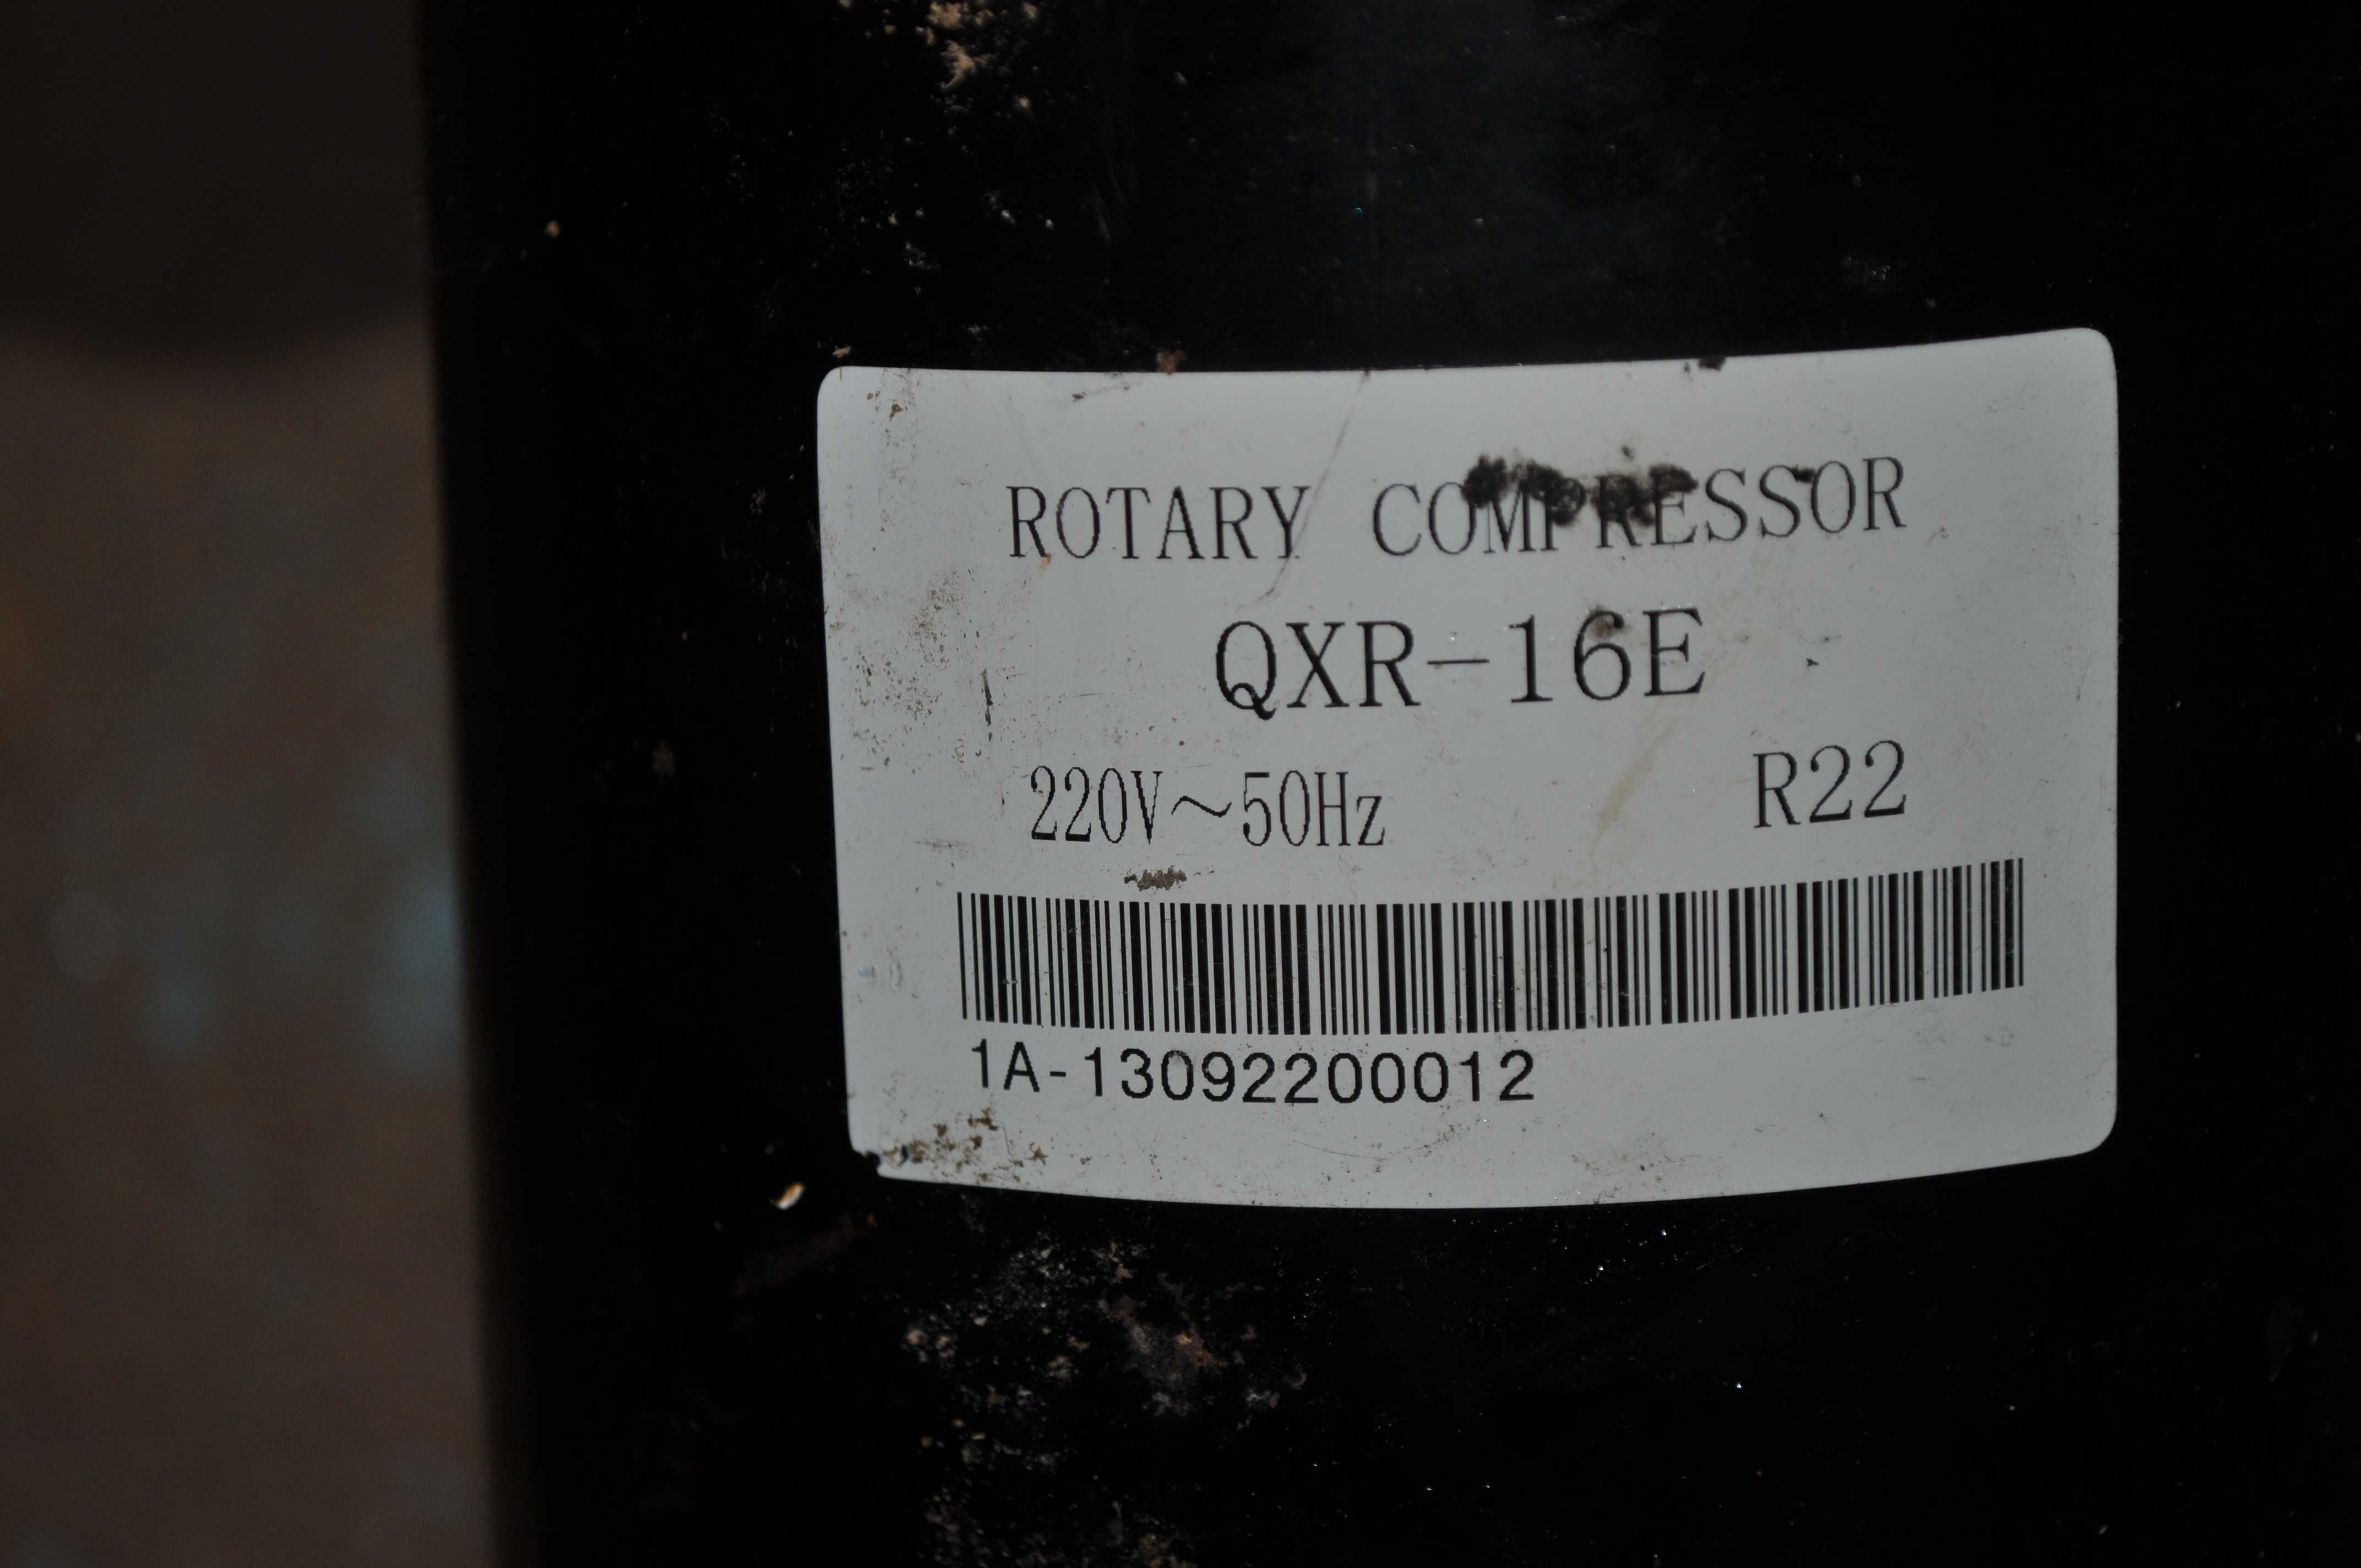 ROTARY COMPRESSOR
QXR-16E
220V～50Hz R22
1A-13092200012